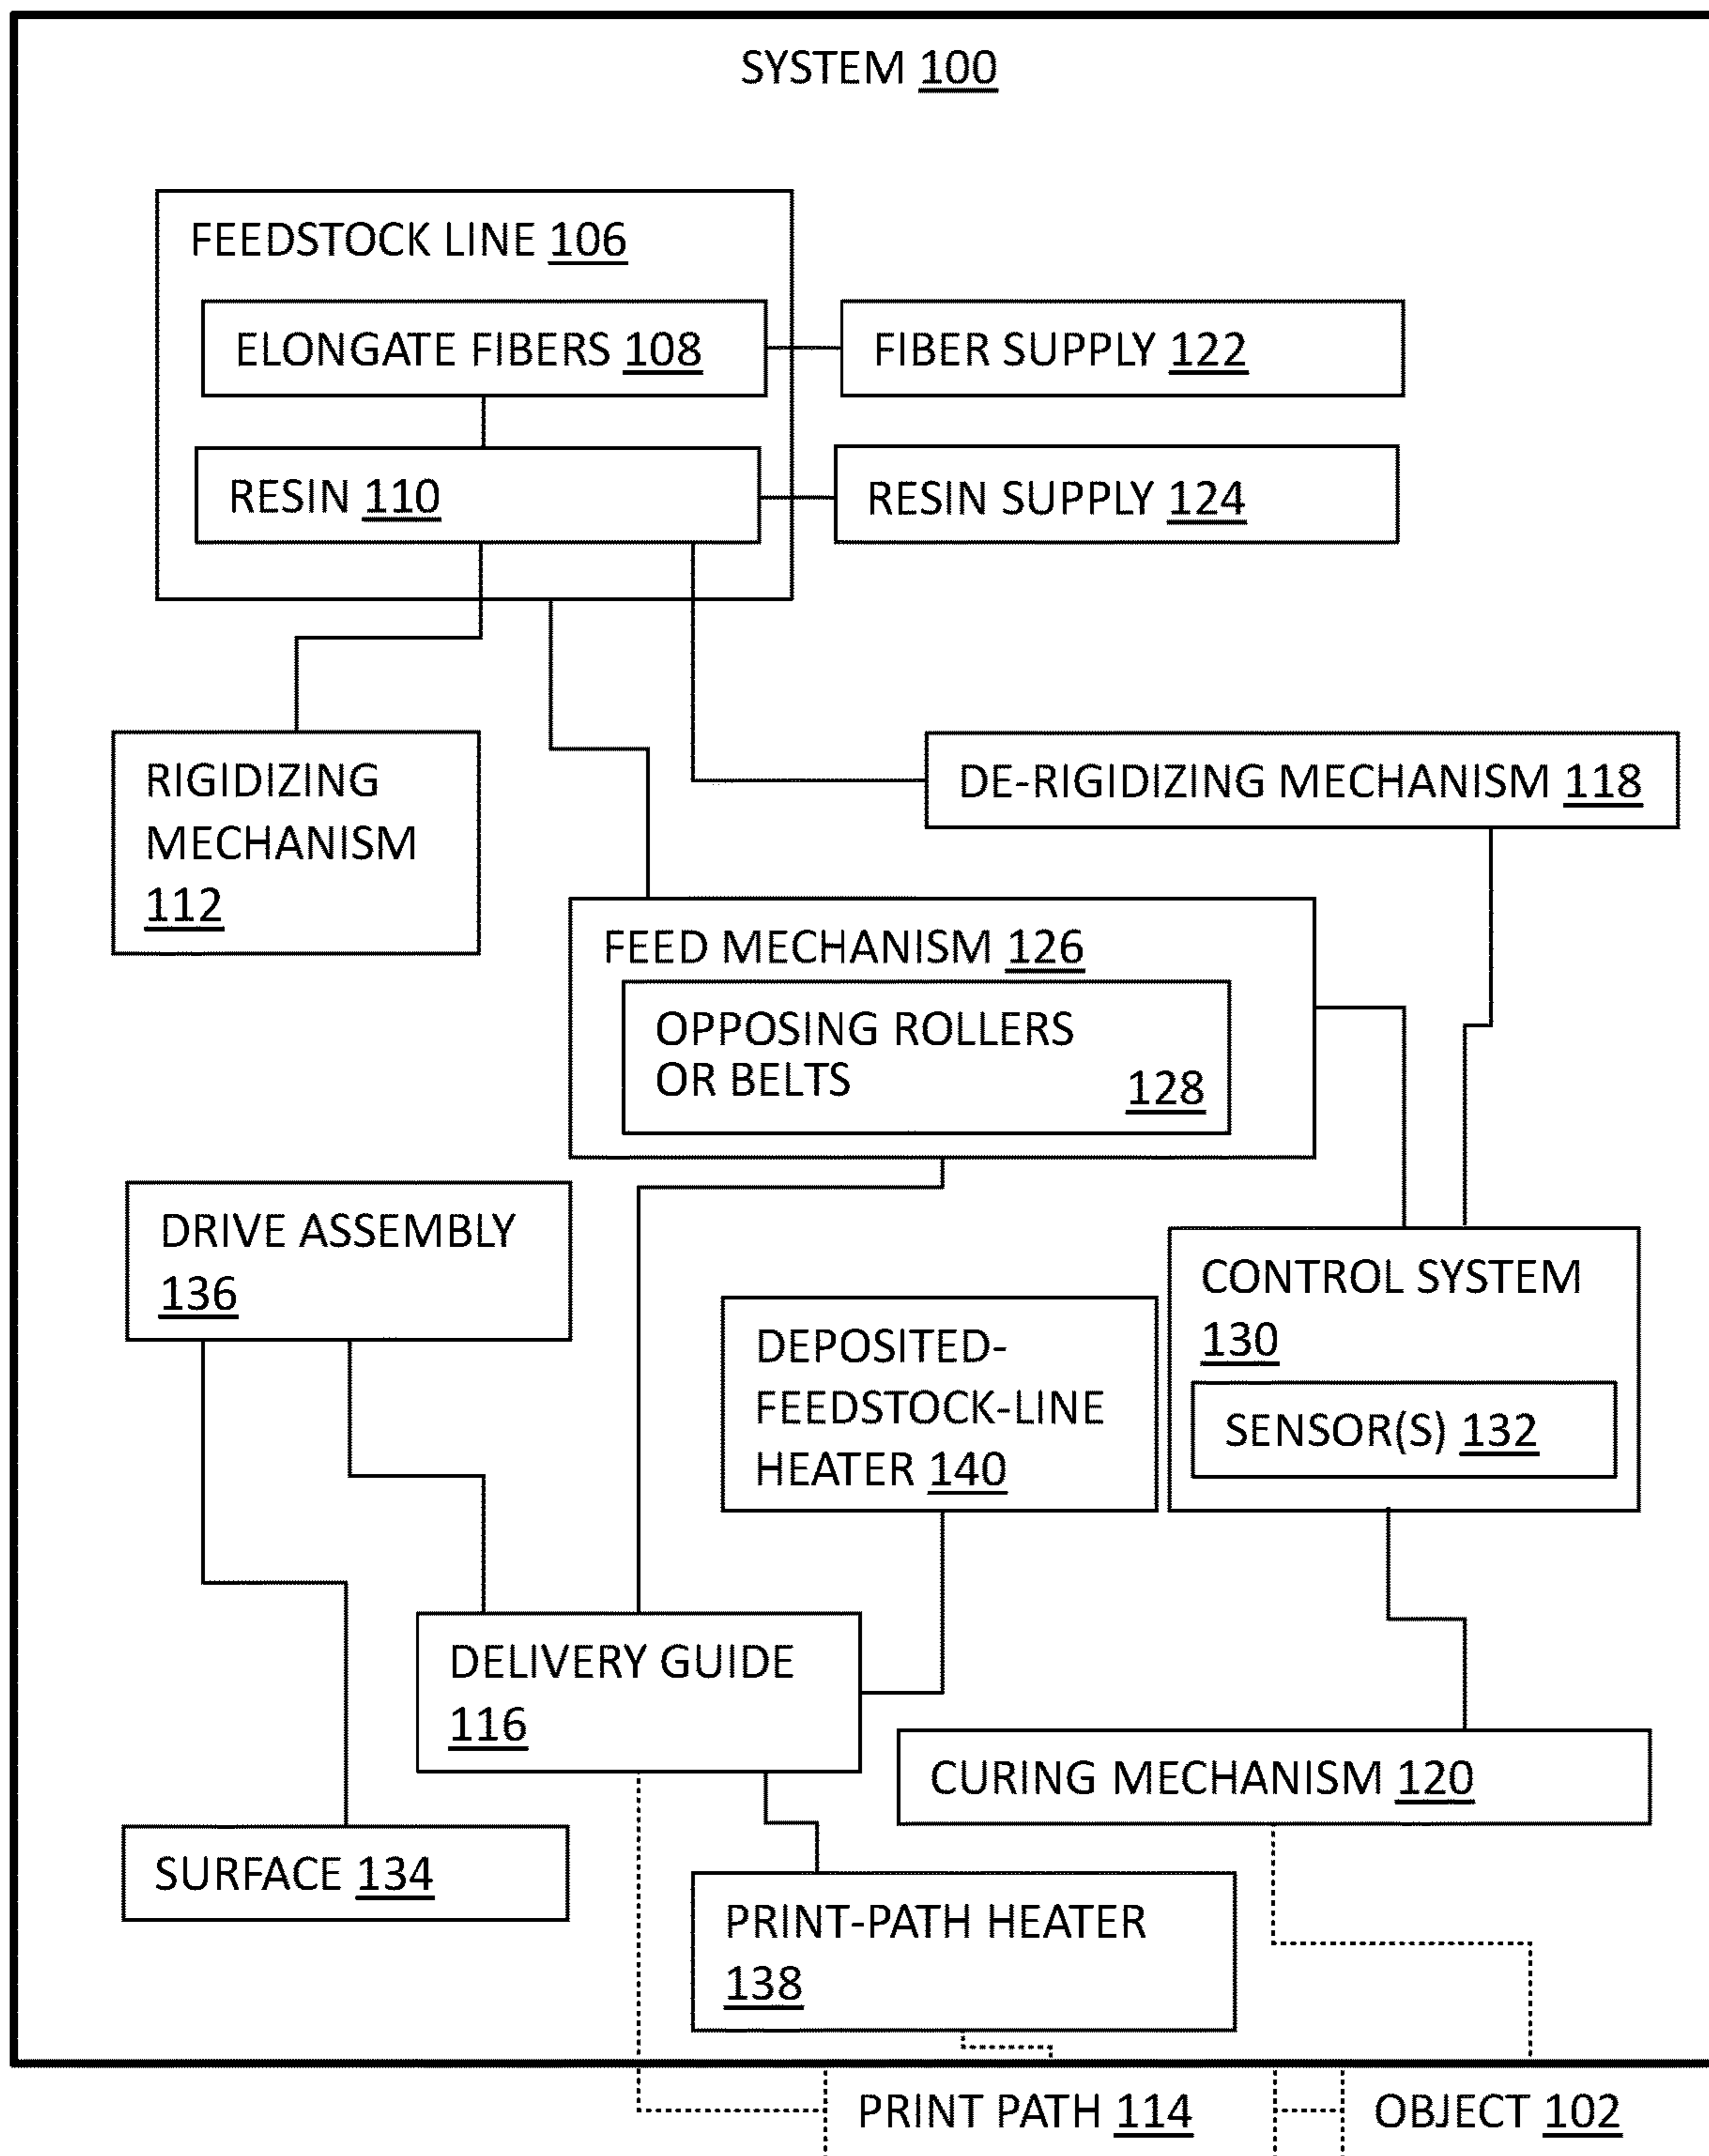 SYSTEM 100
FEEDSTOCK LINE 106
ELONGATE FIBERS 108
FIBER SUPPLY 122
RESIN 110
RESIN SUPPLY 124
RIGIDIZING
MECHANISM
112
DE-RIGIDIZING MECHANISM 118
FEED MECHANISM 126
OPPOSING ROLLERS
OR BELTS
128
DRIVE ASSEMBLY
136
CONTROL SYSTEM
130
SENSOR(S) 132
DEPOSITED-
FEEDSTOCK-LINE
HEATER 140
DELIVERY GUIDE
116
CURING MECHANISM 120
SURFACE 134
PRINT-PATH HEATER
138
PRINT PATH 114
OBJECT 102